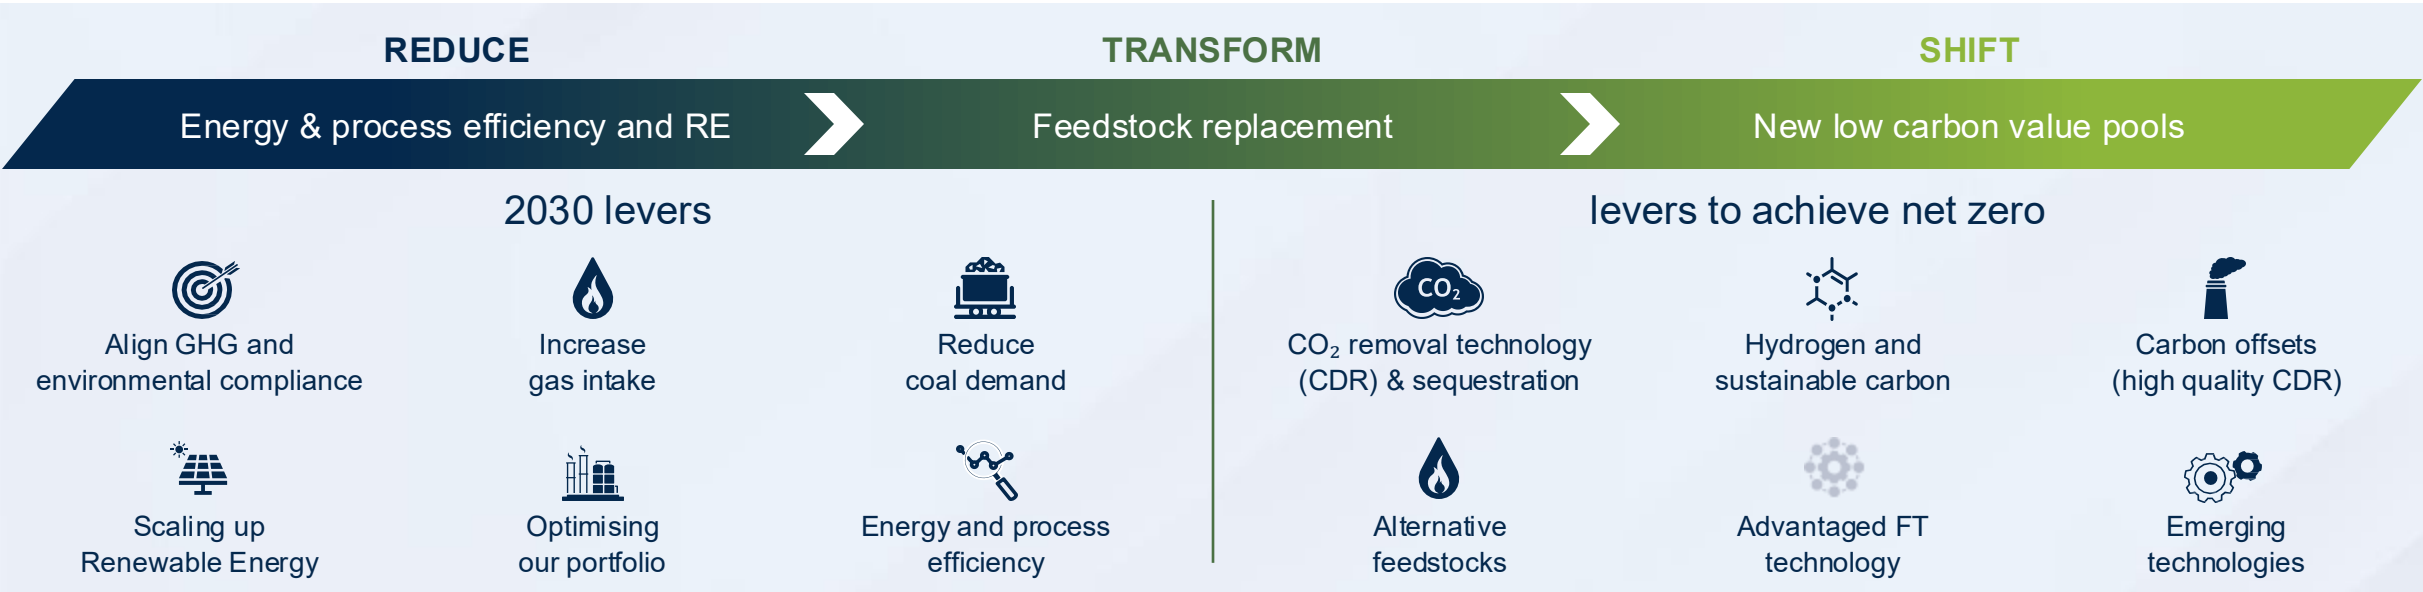 REDUCE
TRANSFORM
SHIFT
Energy & process efficiency and RE
Feedstock replacement
New low carbon value pools
2030 levers
levers to achieve net zero
Align GHG and
environmental compliance
Increase
gas intake
Reduce
coal demand
CO₂
CO₂ removal technology
(CDR) & sequestration
Hydrogen and
sustainable carbon
Carbon offsets
(high quality CDR)
Scaling up
Renewable Energy
Optimising
our portfolio
Energy and process
efficiency
Alternative
feedstocks
Advantaged FT
technology
Emerging
technologies